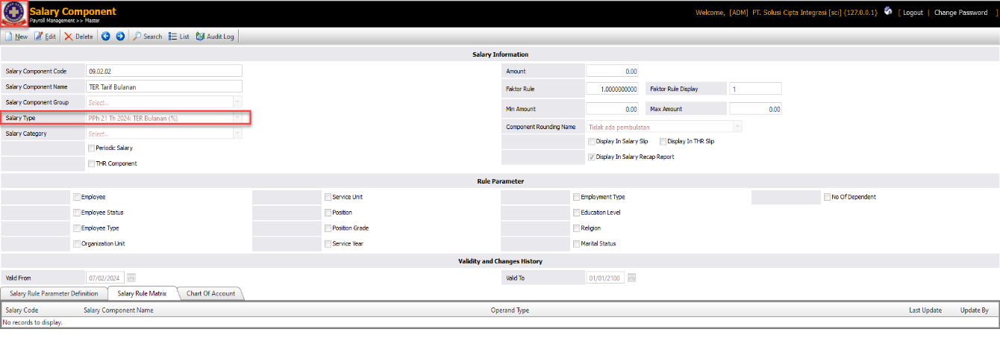 Salary Component
Payroll Management >> Master
Welcome, [ADM] PT. Solusi Cipta Integrasi [sci] {127.0.0.1} [ Logout | Change Password ]
New Edit Delete Search List Audit Log
Salary Information
Salary Component Code 09.02.02 Amount 0.00
Salary Component Name TER Tarif Bulanan Faktor Rule 1.0000000000 Faktor Rule Display 1
Salary Component Group Select... Min Amount 0.00 Max Amount 0.00
Salary Type PPh 21 Th 2024: TER Bulanan (%) Component Rounding Name Tidak ada pembulatan
Salary Category Select... Display In Salary Slip Display In THR Slip
Periodic Salary Display In Salary Recap Report
THR Component
Rule Parameter
Employee Service Unit Employment Type No Of Dependent
Employee Status Position Education Level
Employee Type Position Grade Religion
Organization Unit Service Year Marital Status
Validity and Changes History
Valid From 07/02/2024 Valid To 01/01/2100
Salary Rule Parameter Definition Salary Rule Matrix Chart Of Account
Salary Code Salary Component Name Operand Type Last Update Update By
No records to display.